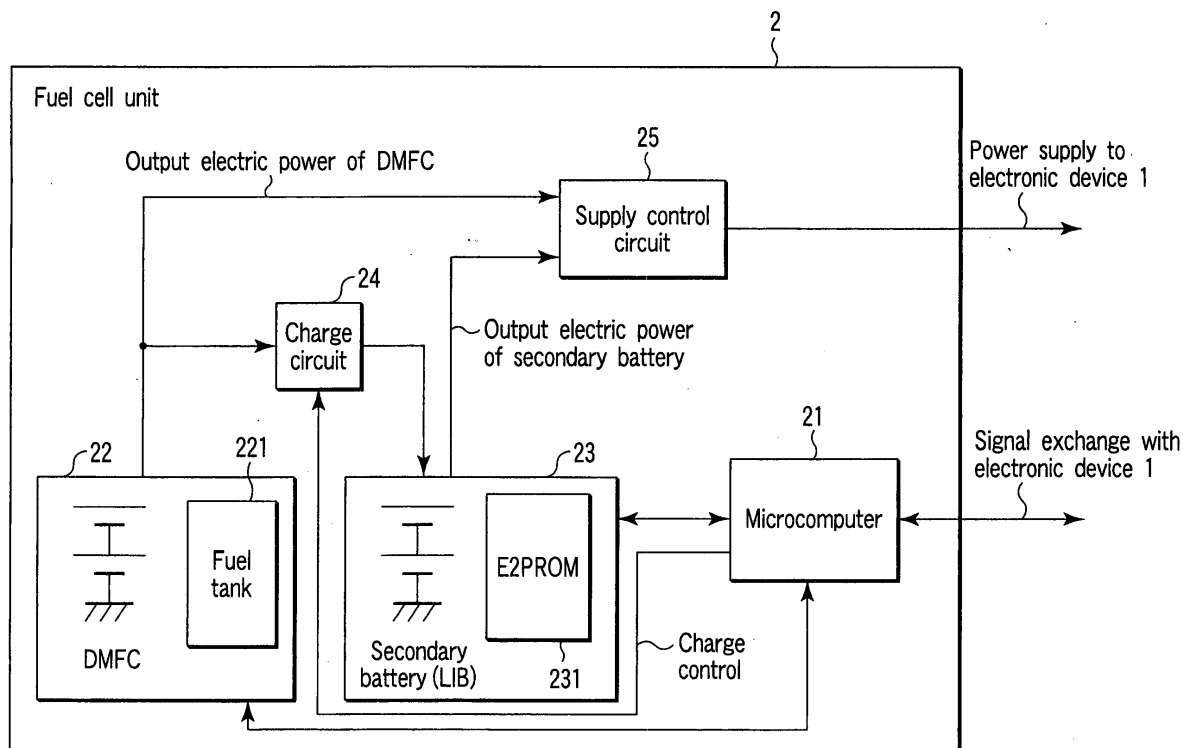 2
Fuel cell unit
Output electric power of DMFC
25
Supply control
circuit
Power supply to
electronic device 1
24
Charge
circuit
Output electric power
of secondary battery
22
221
Fuel
tank
DMFC
23
E2PROM
Secondary
battery (LIB)
231
21
Microcomputer
Signal exchange with
electronic device 1
Charge
control